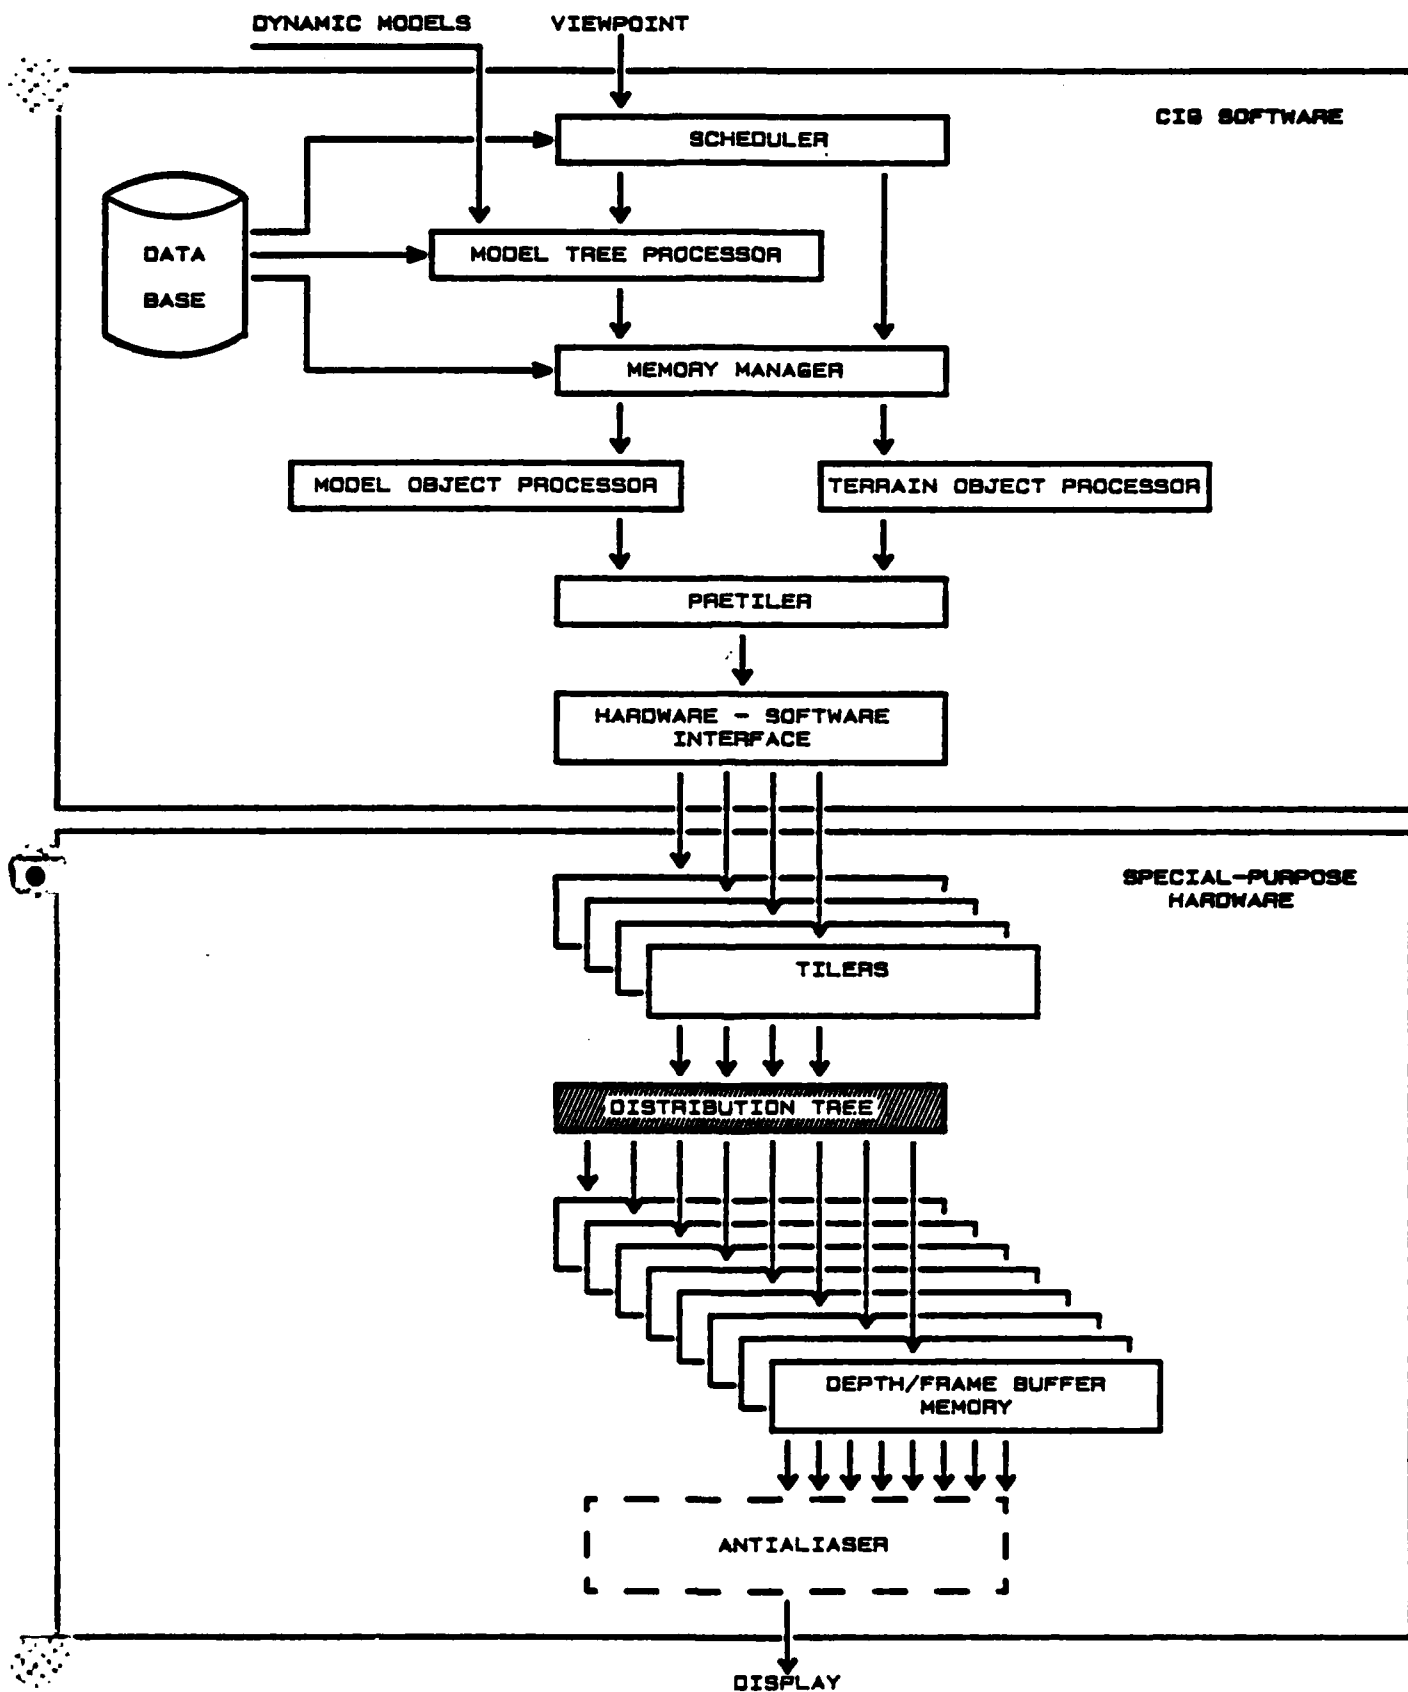 DYNAMIC MODELS
VIEWPOINT
CIG SOFTWARE
SCHEDULER
DATA
BASE
MODEL TREE PROCESSOR
MEMORY MANAGER
MODEL OBJECT PROCESSOR
TERRAIN OBJECT PROCESSOR
PRETILER
HARDWARE - SOFTWARE
INTERFACE
SPECIAL-PURPOSE
HARDWARE
TILERS
DISTRIBUTION TREE
DEPTH/FRAME BUFFER
MEMORY
ANTIALIASER
DISPLAY